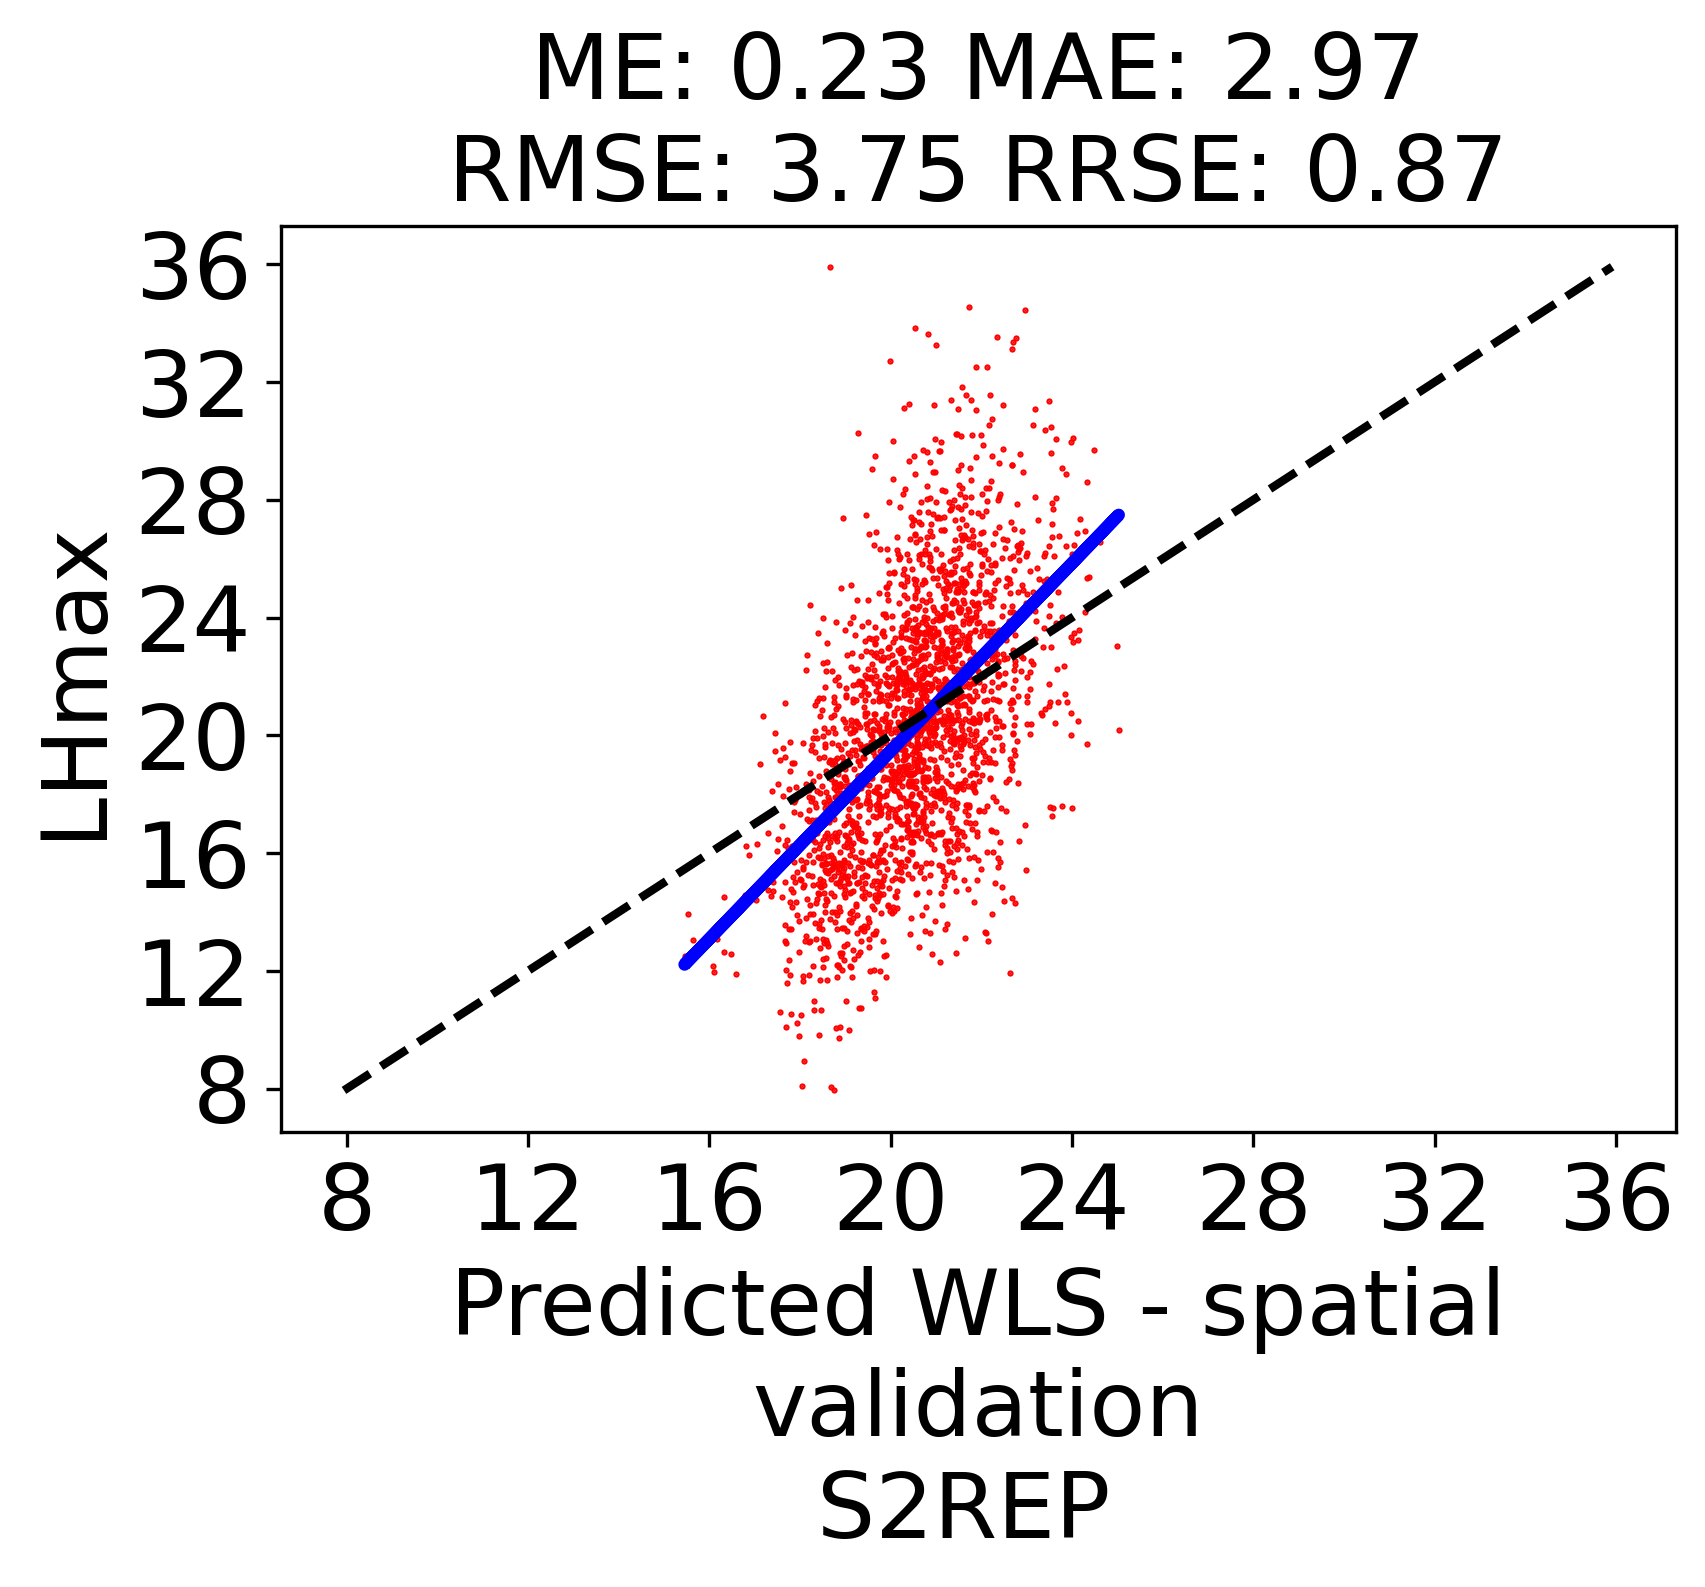 ME: 0.23 MAE: 2.97
RMSE: 3.75 RRSE: 0.87
LHmax
36
32
28
24
20
16
12
8
8 12 16 20 24 28 32 36
Predicted WLS - spatial
validation
S2REP